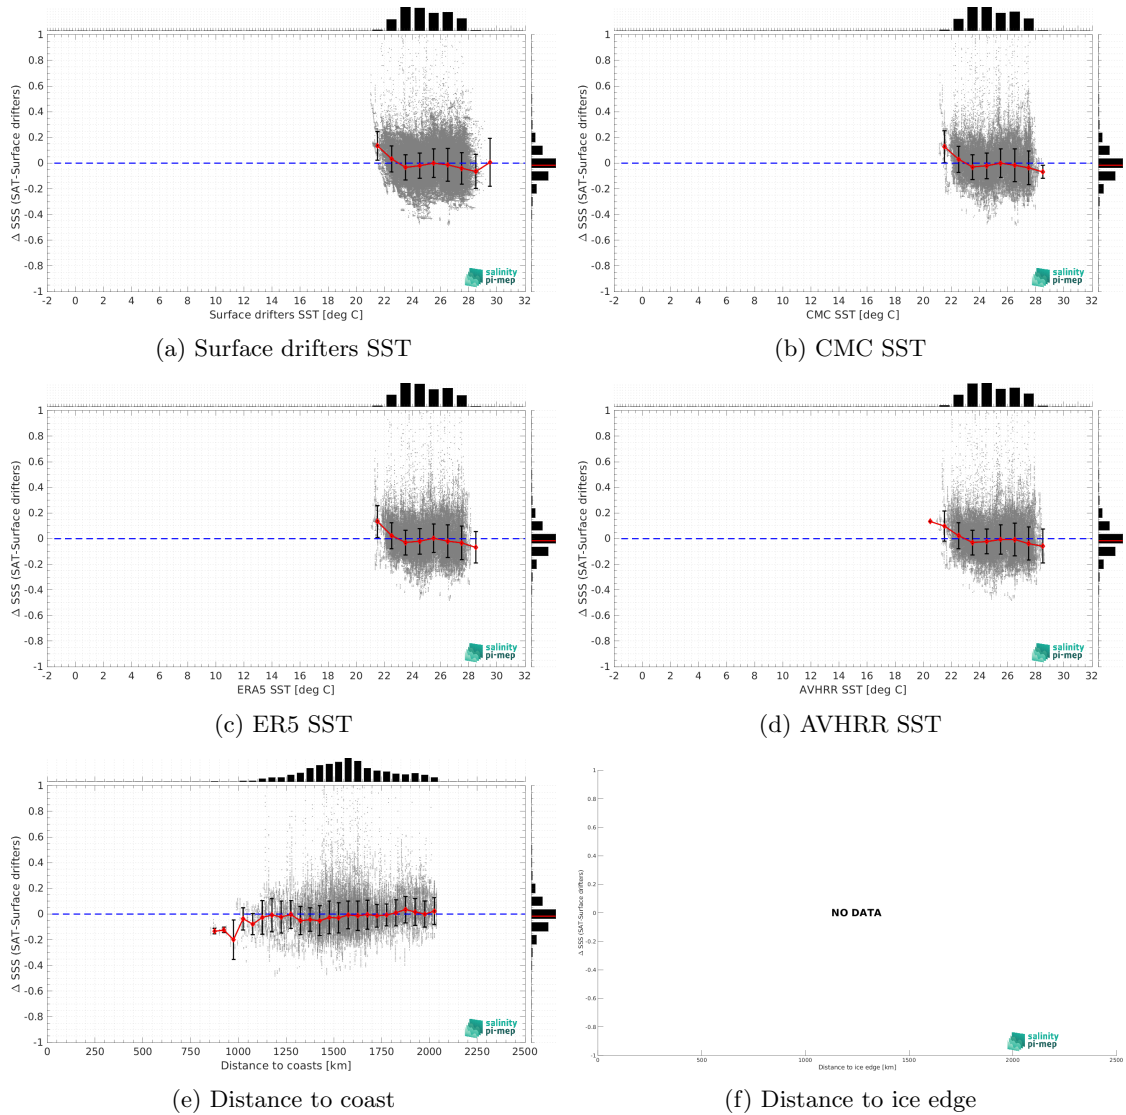 1
0.8
0.6
0.4
0.2
0
-0.2
-0.4
-0.6
-0.8
-1
Δ SSS (SAT-Surface drifters)
salinity
pi-mep
-2 0 2 4 6 8 10 12 14 16 18 20 22 24 26 28 30 32
Surface drifters SST [deg C]
(a) Surface drifters SST
1
0.8
0.6
0.4
0.2
0
-0.2
-0.4
-0.6
-0.8
-1
Δ SSS (SAT-Surface drifters)
salinity
pi-mep
-2 0 2 4 6 8 10 12 14 16 18 20 22 24 26 28 30 32
CMC SST [deg C]
(b) CMC SST
1
0.8
0.6
0.4
0.2
0
-0.2
-0.4
-0.6
-0.8
-1
Δ SSS (SAT-Surface drifters)
salinity
pi-mep
-2 0 2 4 6 8 10 12 14 16 18 20 22 24 26 28 30 32
ERA5 SST [deg C]
(c) ER5 SST
1
0.8
0.6
0.4
0.2
0
-0.2
-0.4
-0.6
-0.8
-1
Δ SSS (SAT-Surface drifters)
salinity
pi-mep
-2 0 2 4 6 8 10 12 14 16 18 20 22 24 26 28 30 32
AVHRR SST [deg C]
(d) AVHRR SST
1
0.8
0.6
0.4
0.2
0
-0.2
-0.4
-0.6
-0.8
-1
Δ SSS (SAT-Surface drifters)
salinity
pi-mep
0 250 500 750 1000 1250 1500 1750 2000 2250 2500
Distance to coasts [km]
(e) Distance to coast
1
0.8
0.6
0.4
0.2
0
-0.2
-0.4
-0.6
-0.8
-1
Δ SSS (SAT-Surface drifters)
NO DATA
salinity
pi-mep
0 500 1000 1500 2000 2500
Distance to ice edge [km]
(f) Distance to ice edge